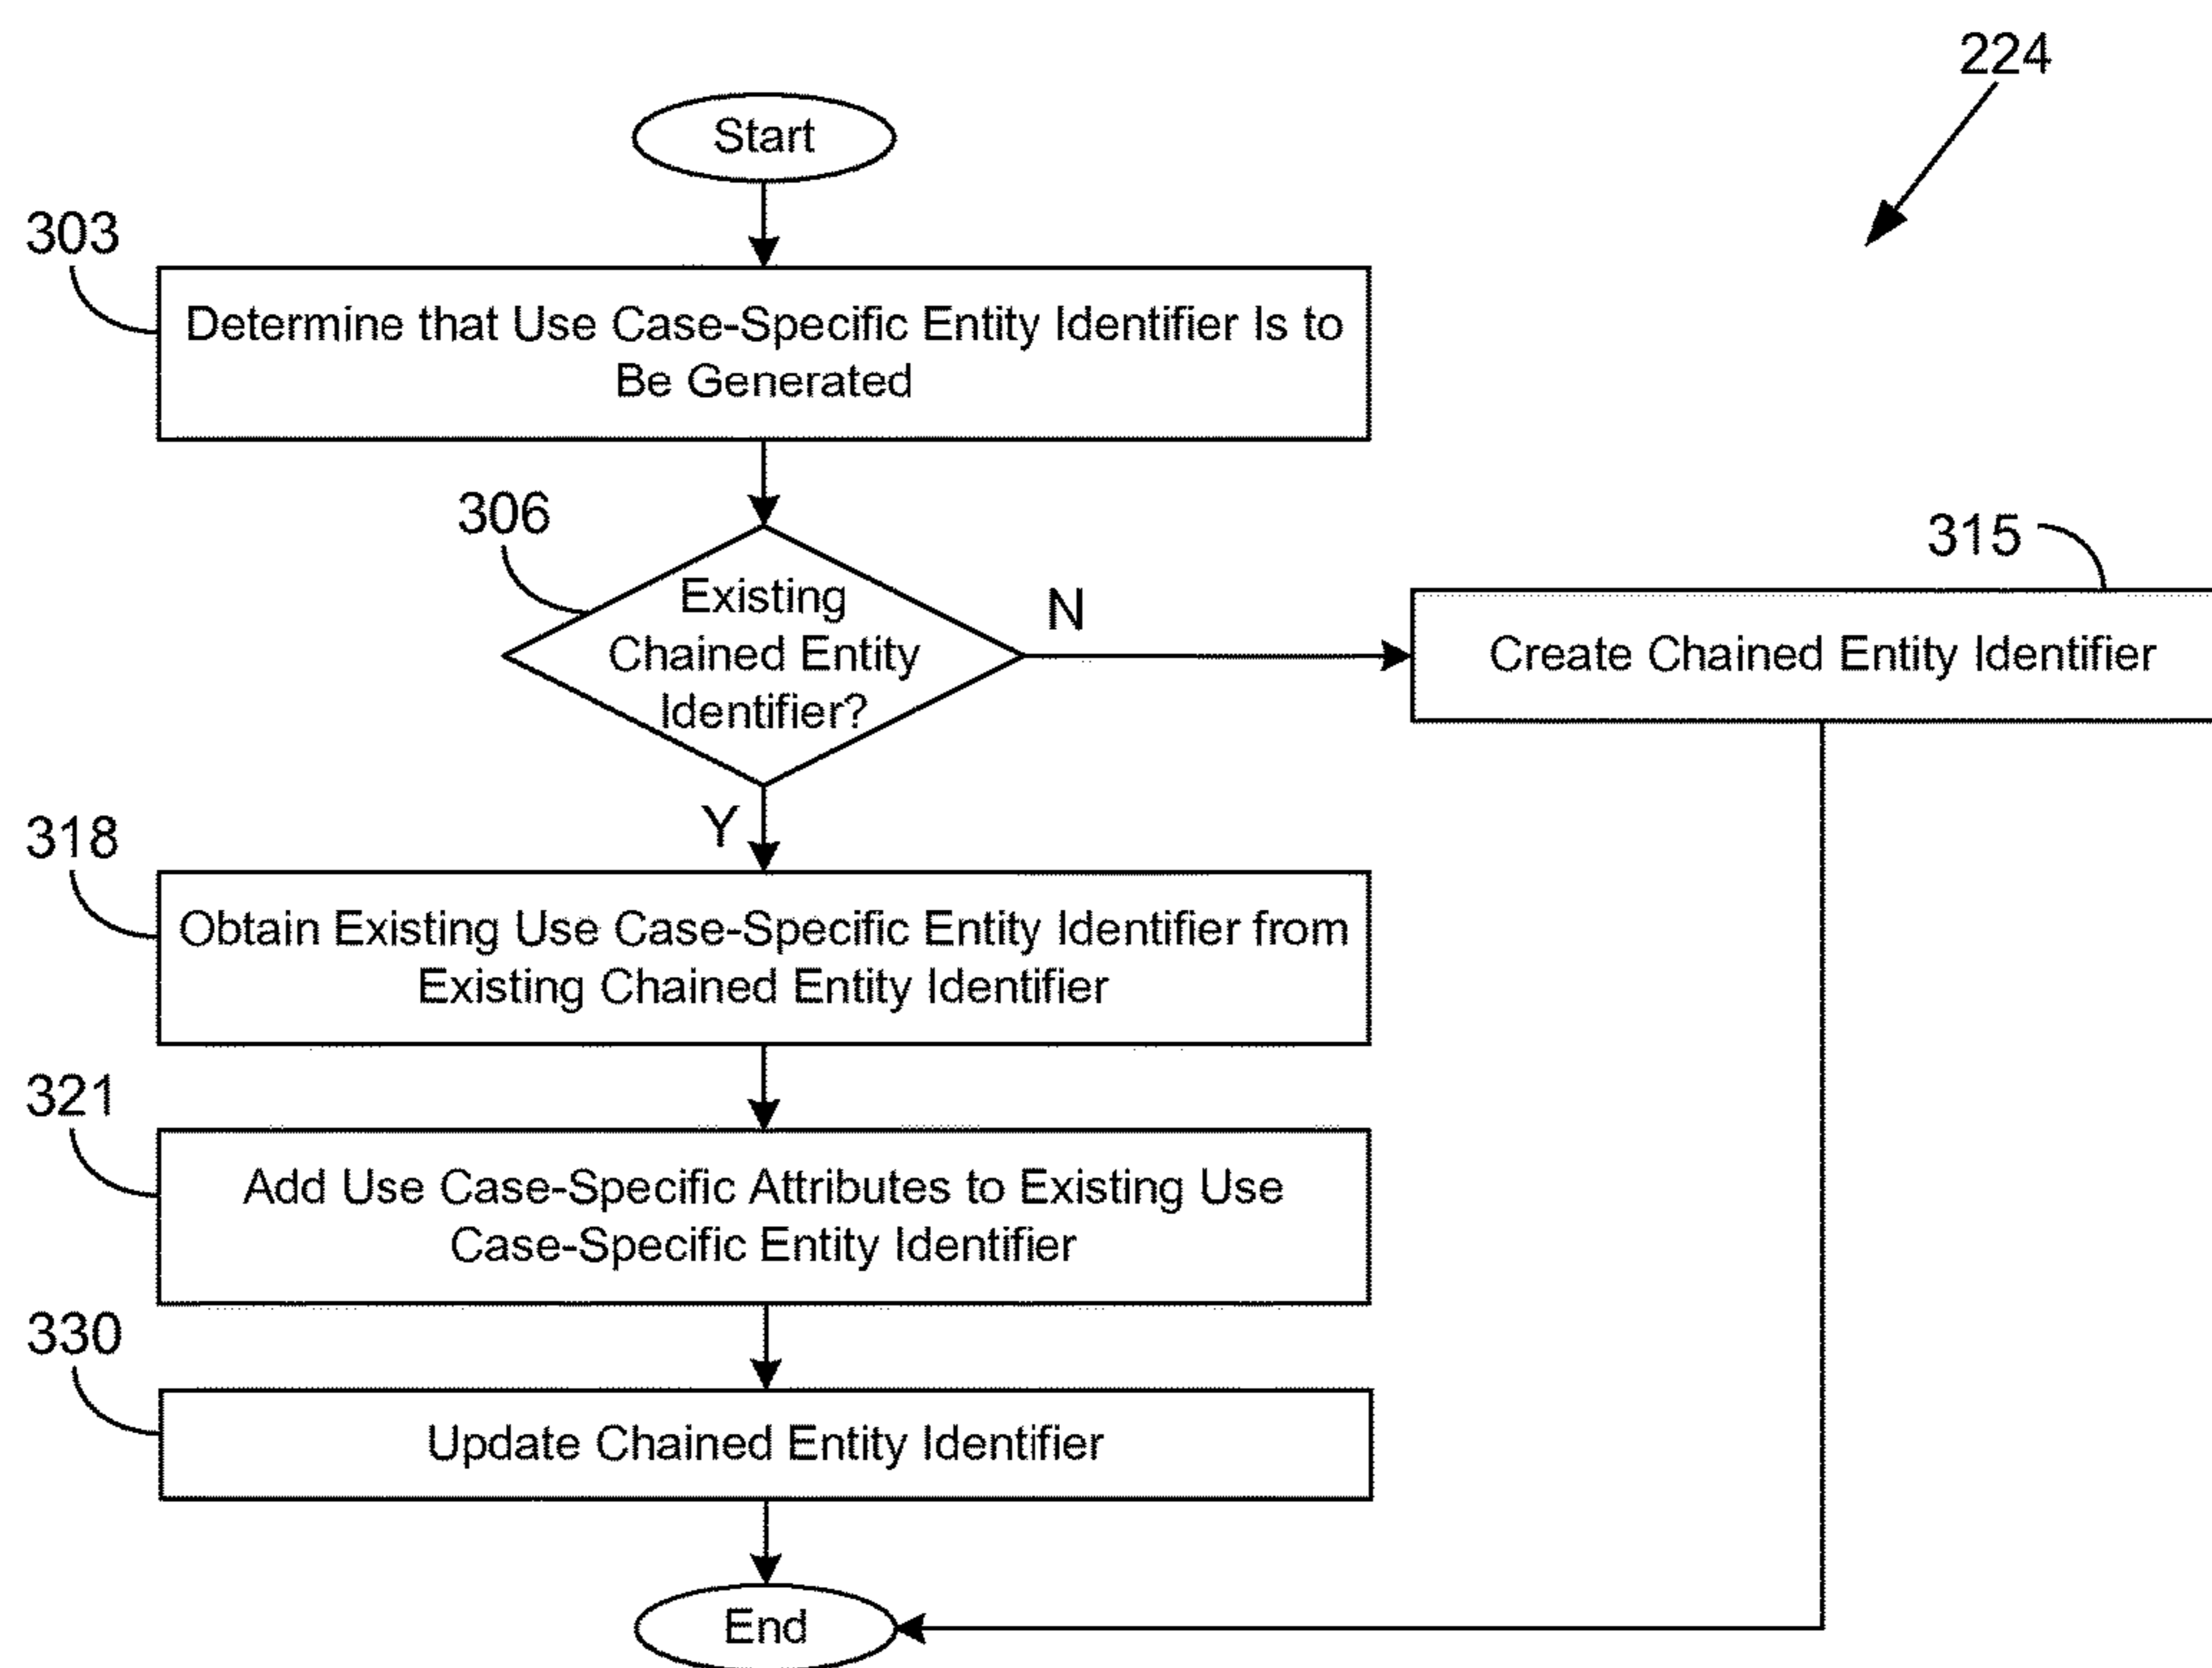 224
Start
303
Determine that Use Case-Specific Entity Identifier Is to
Be Generated
306
Existing
Chained Entity
Identifier?
N
315
Create Chained Entity Identifier
Y
318
Obtain Existing Use Case-Specific Entity Identifier from
Existing Chained Entity Identifier
321
Add Use Case-Specific Attributes to Existing Use
Case-Specific Entity Identifier
330
Update Chained Entity Identifier
End